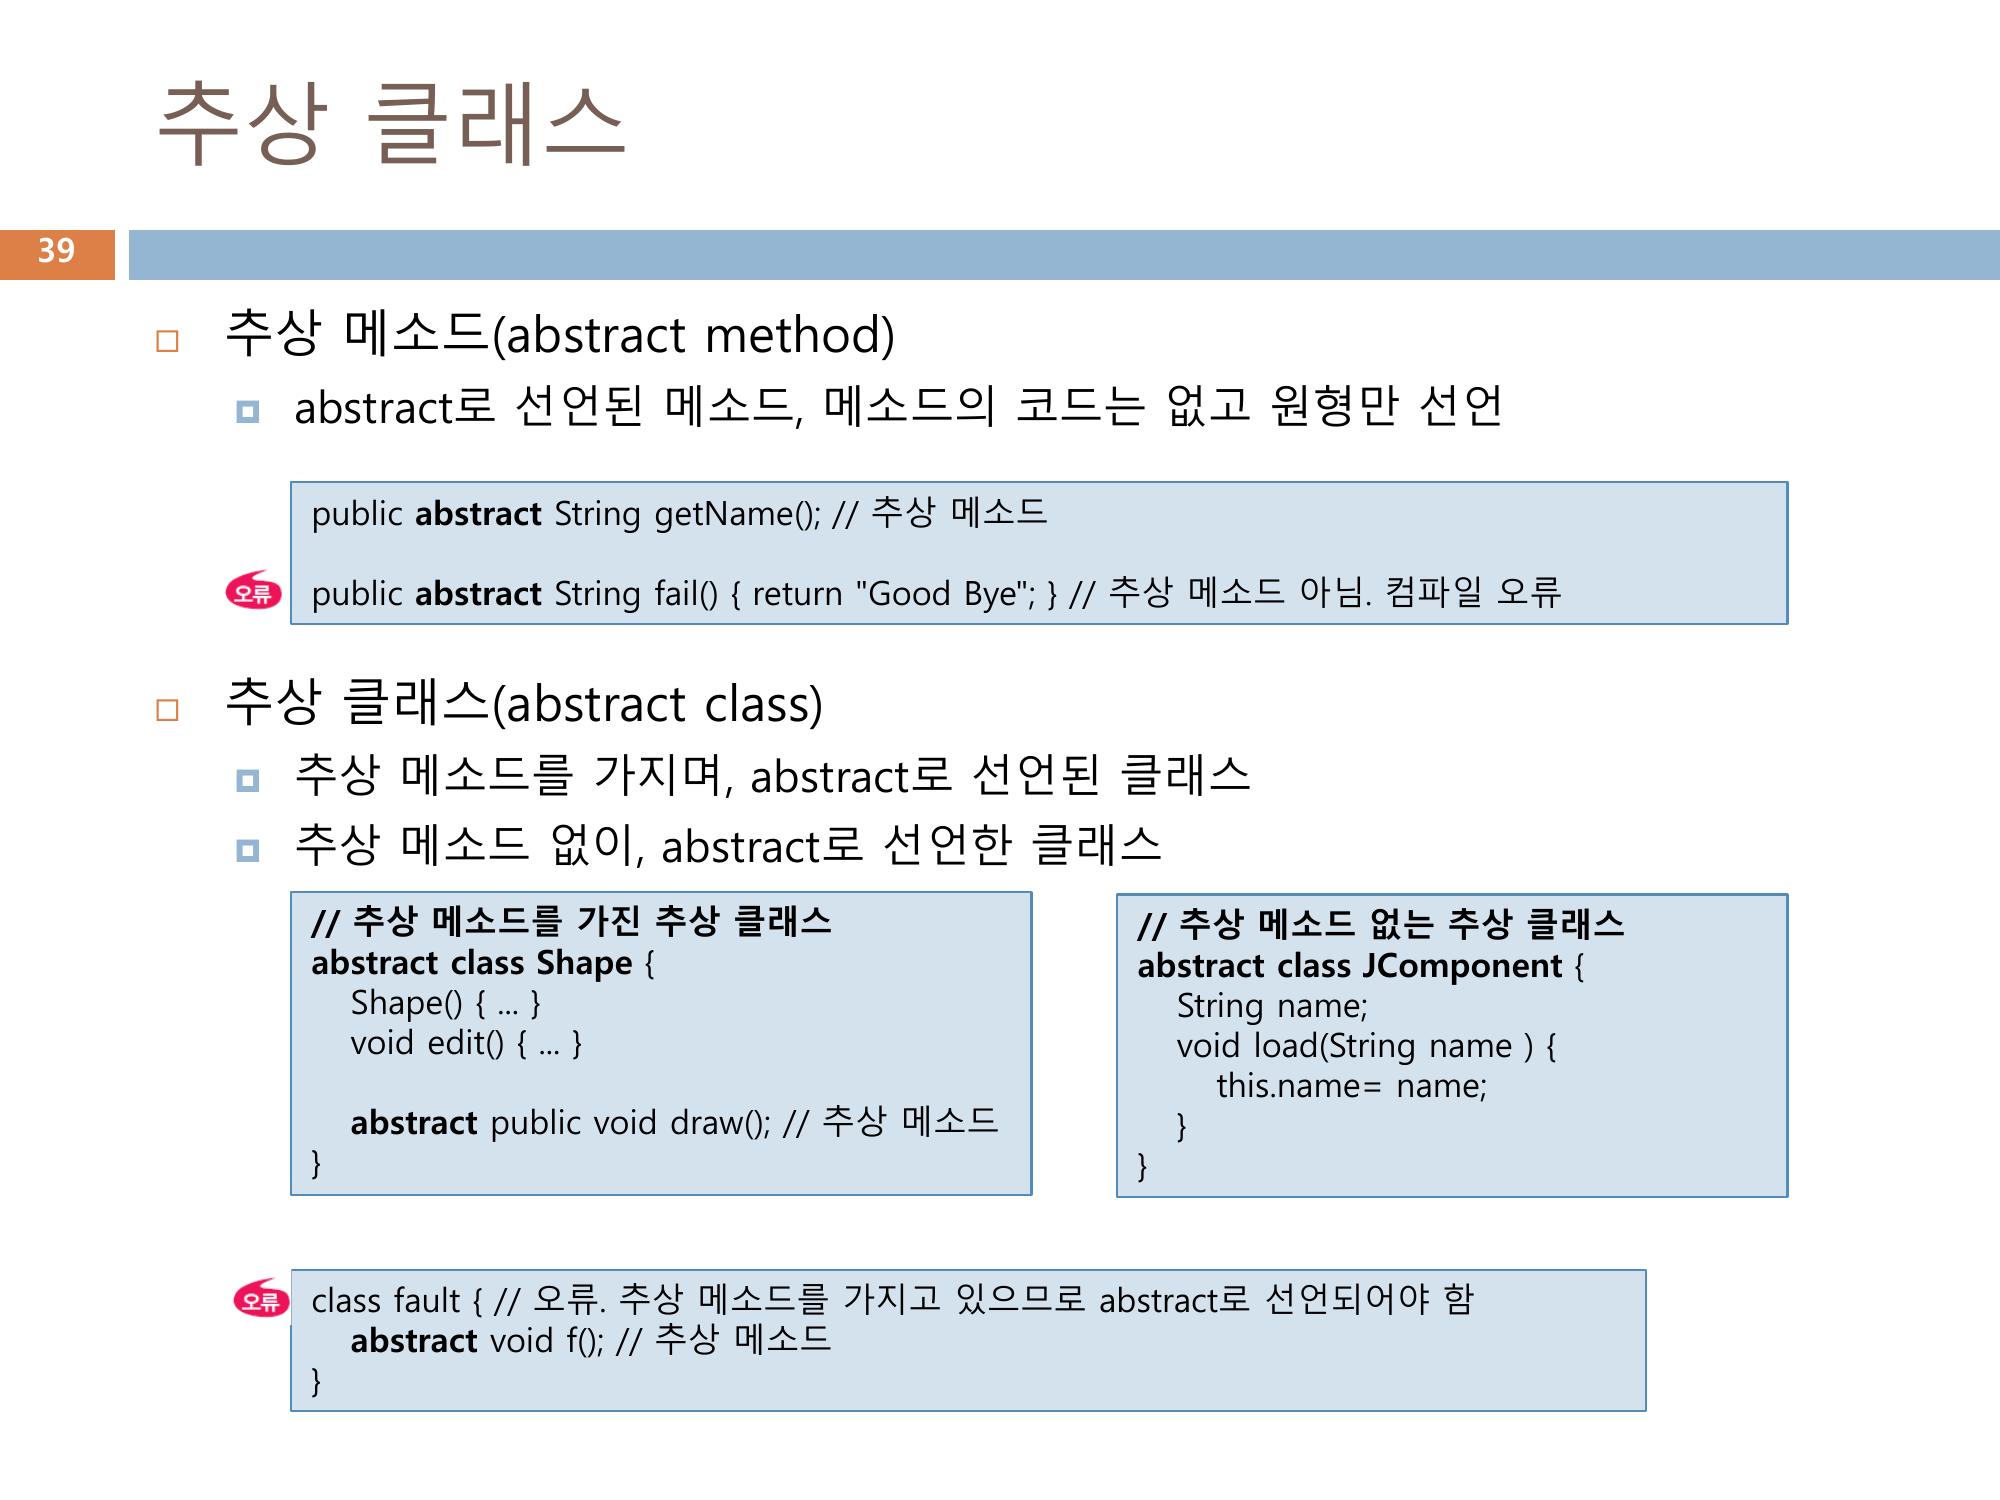 추상 클래스
39
추상 메소드(abstract method)
abstract로 선언된 메소드, 메소드의 코드는 없고 원형만 선언
public abstract String getName(); // 추상 메소드
오류
public abstract String fail() { return "Good Bye"; } // 추상 메소드 아님. 컴파일 오류
추상 클래스(abstract class)
추상 메소드를 가지며, abstract로 선언된 클래스
추상 메소드 없이, abstract로 선언한 클래스
// 추상 메소드를 가진 추상 클래스
abstract class Shape {
Shape() { ... }
void edit() { ... }
abstract public void draw(); // 추상 메소드
}
// 추상 메소드 없는 추상 클래스
abstract class JComponent {
String name;
void load(String name ) {
this.name= name;
}
}
오류
class fault { // 오류. 추상 메소드를 가지고 있으므로 abstract로 선언되어야 함
abstract void f(); // 추상 메소드
}